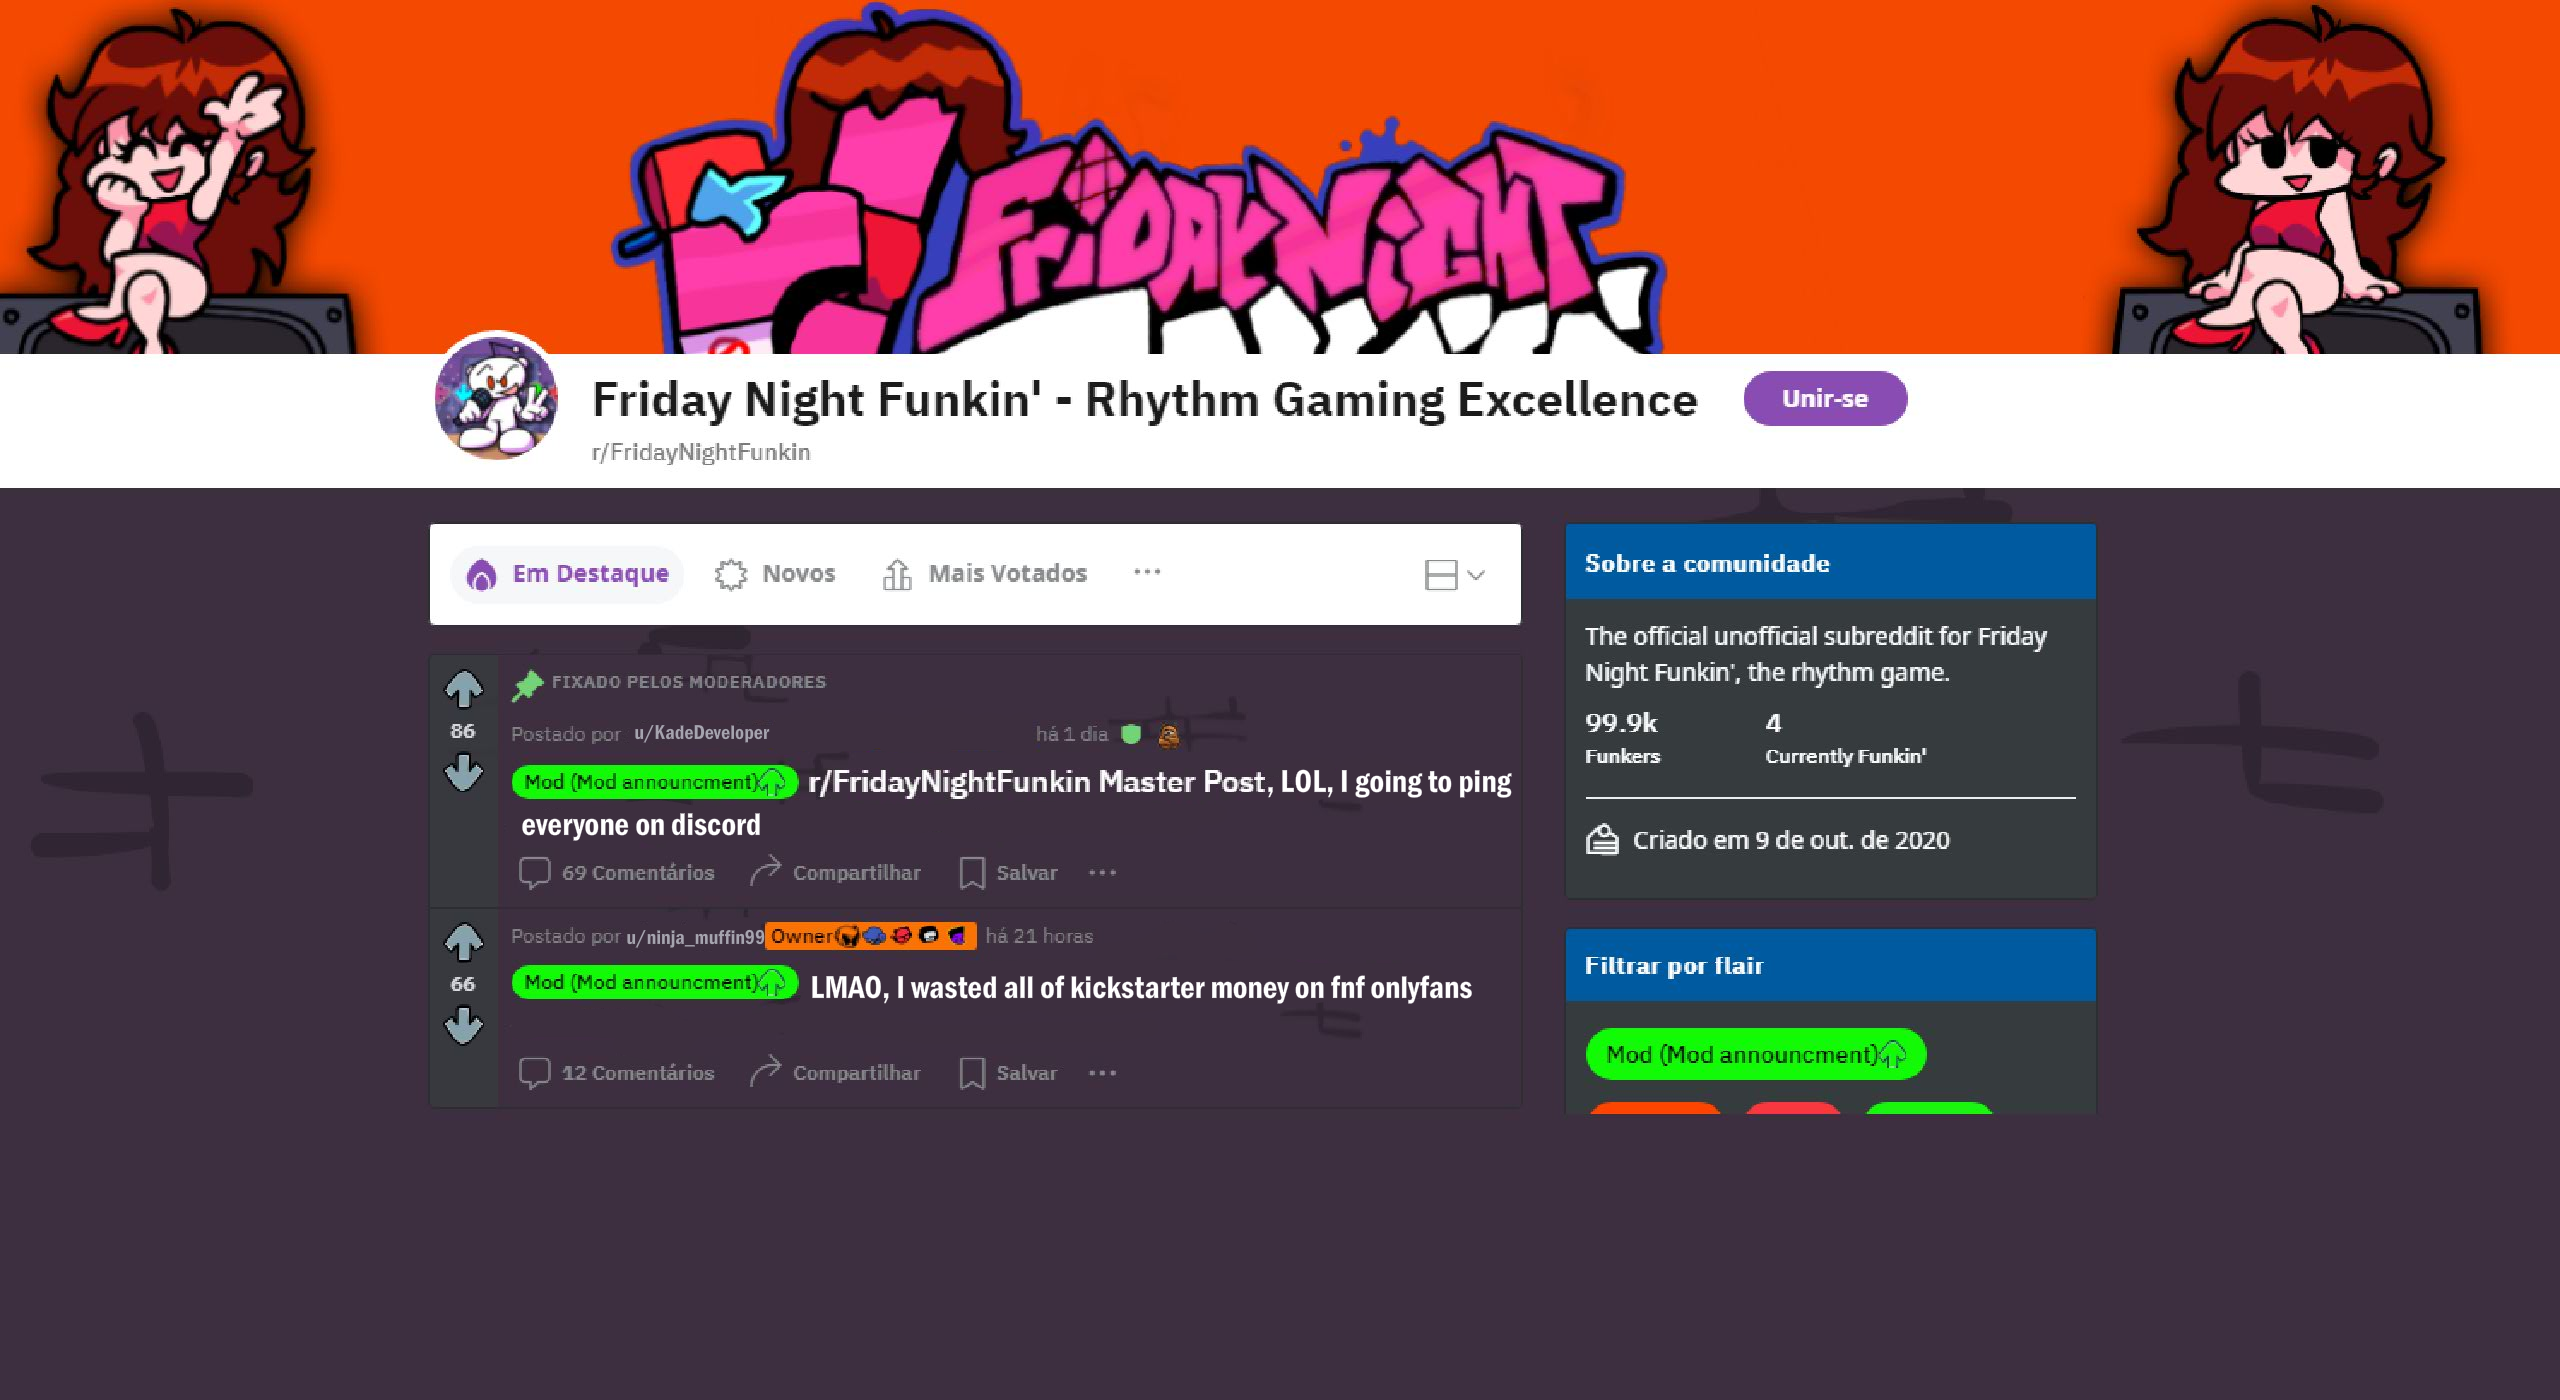 FRiDAY NiGHT
Friday Night Funkin' - Rhythm Gaming Excellence
Unir-se
r/FridayNightFunkin
Em Destaque Novos Mais Votados ...
FIXADO PELOS MODERADORES
86
Postado por u/KadeDeveloper há 1 dia
Mod (Mod announcment) r/FridayNightFunkin Master Post, LOL, I going to ping
everyone on discord
69 Comentários Compartilhar Salvar ...
Postado por u/ninja_muffin99 Owner há 21 horas
66
Mod (Mod announcment) LMAO, I wasted all of kickstarter money on fnf onlyfans
12 Comentários Compartilhar Salvar ...
Sobre a comunidade
The official unofficial subreddit for Friday
Night Funkin', the rhythm game.
99.9k 4
Funkers Currently Funkin'
Criado em 9 de out. de 2020
Filtrar por flair
Mod (Mod announcment)